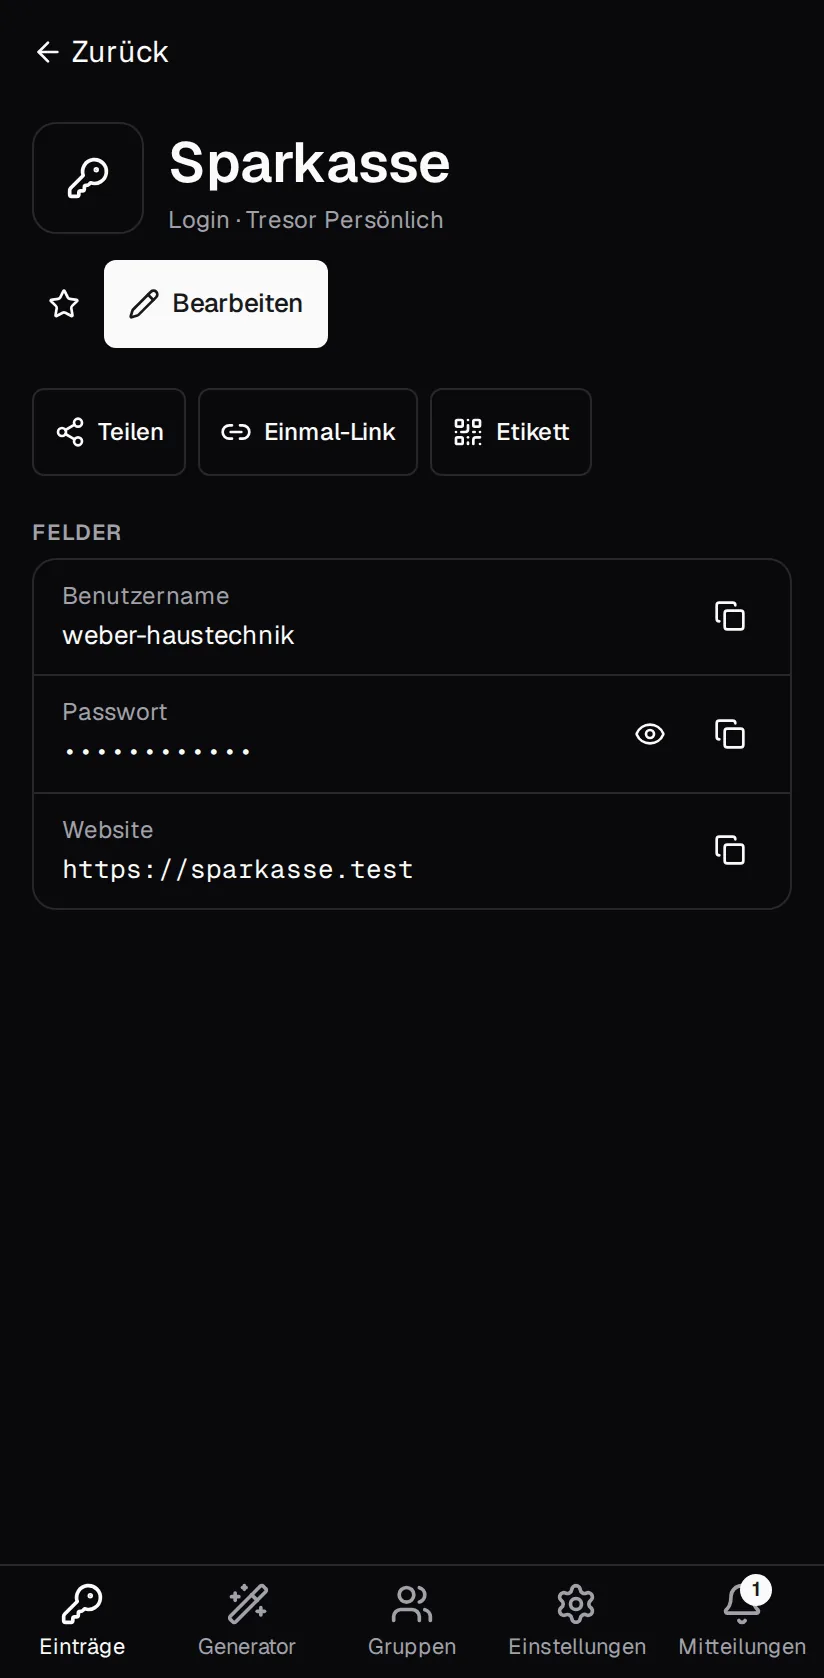 Zurück
Sparkasse
Login · Tresor Persönlich
Bearbeiten
Teilen
Einmal-Link
Etikett
FELDER
Benutzername
weber-haustechnik
Passwort
••••••••••••
Website
https://sparkasse.test
1
Einträge
Generator
Gruppen
Einstellungen
Mitteilungen